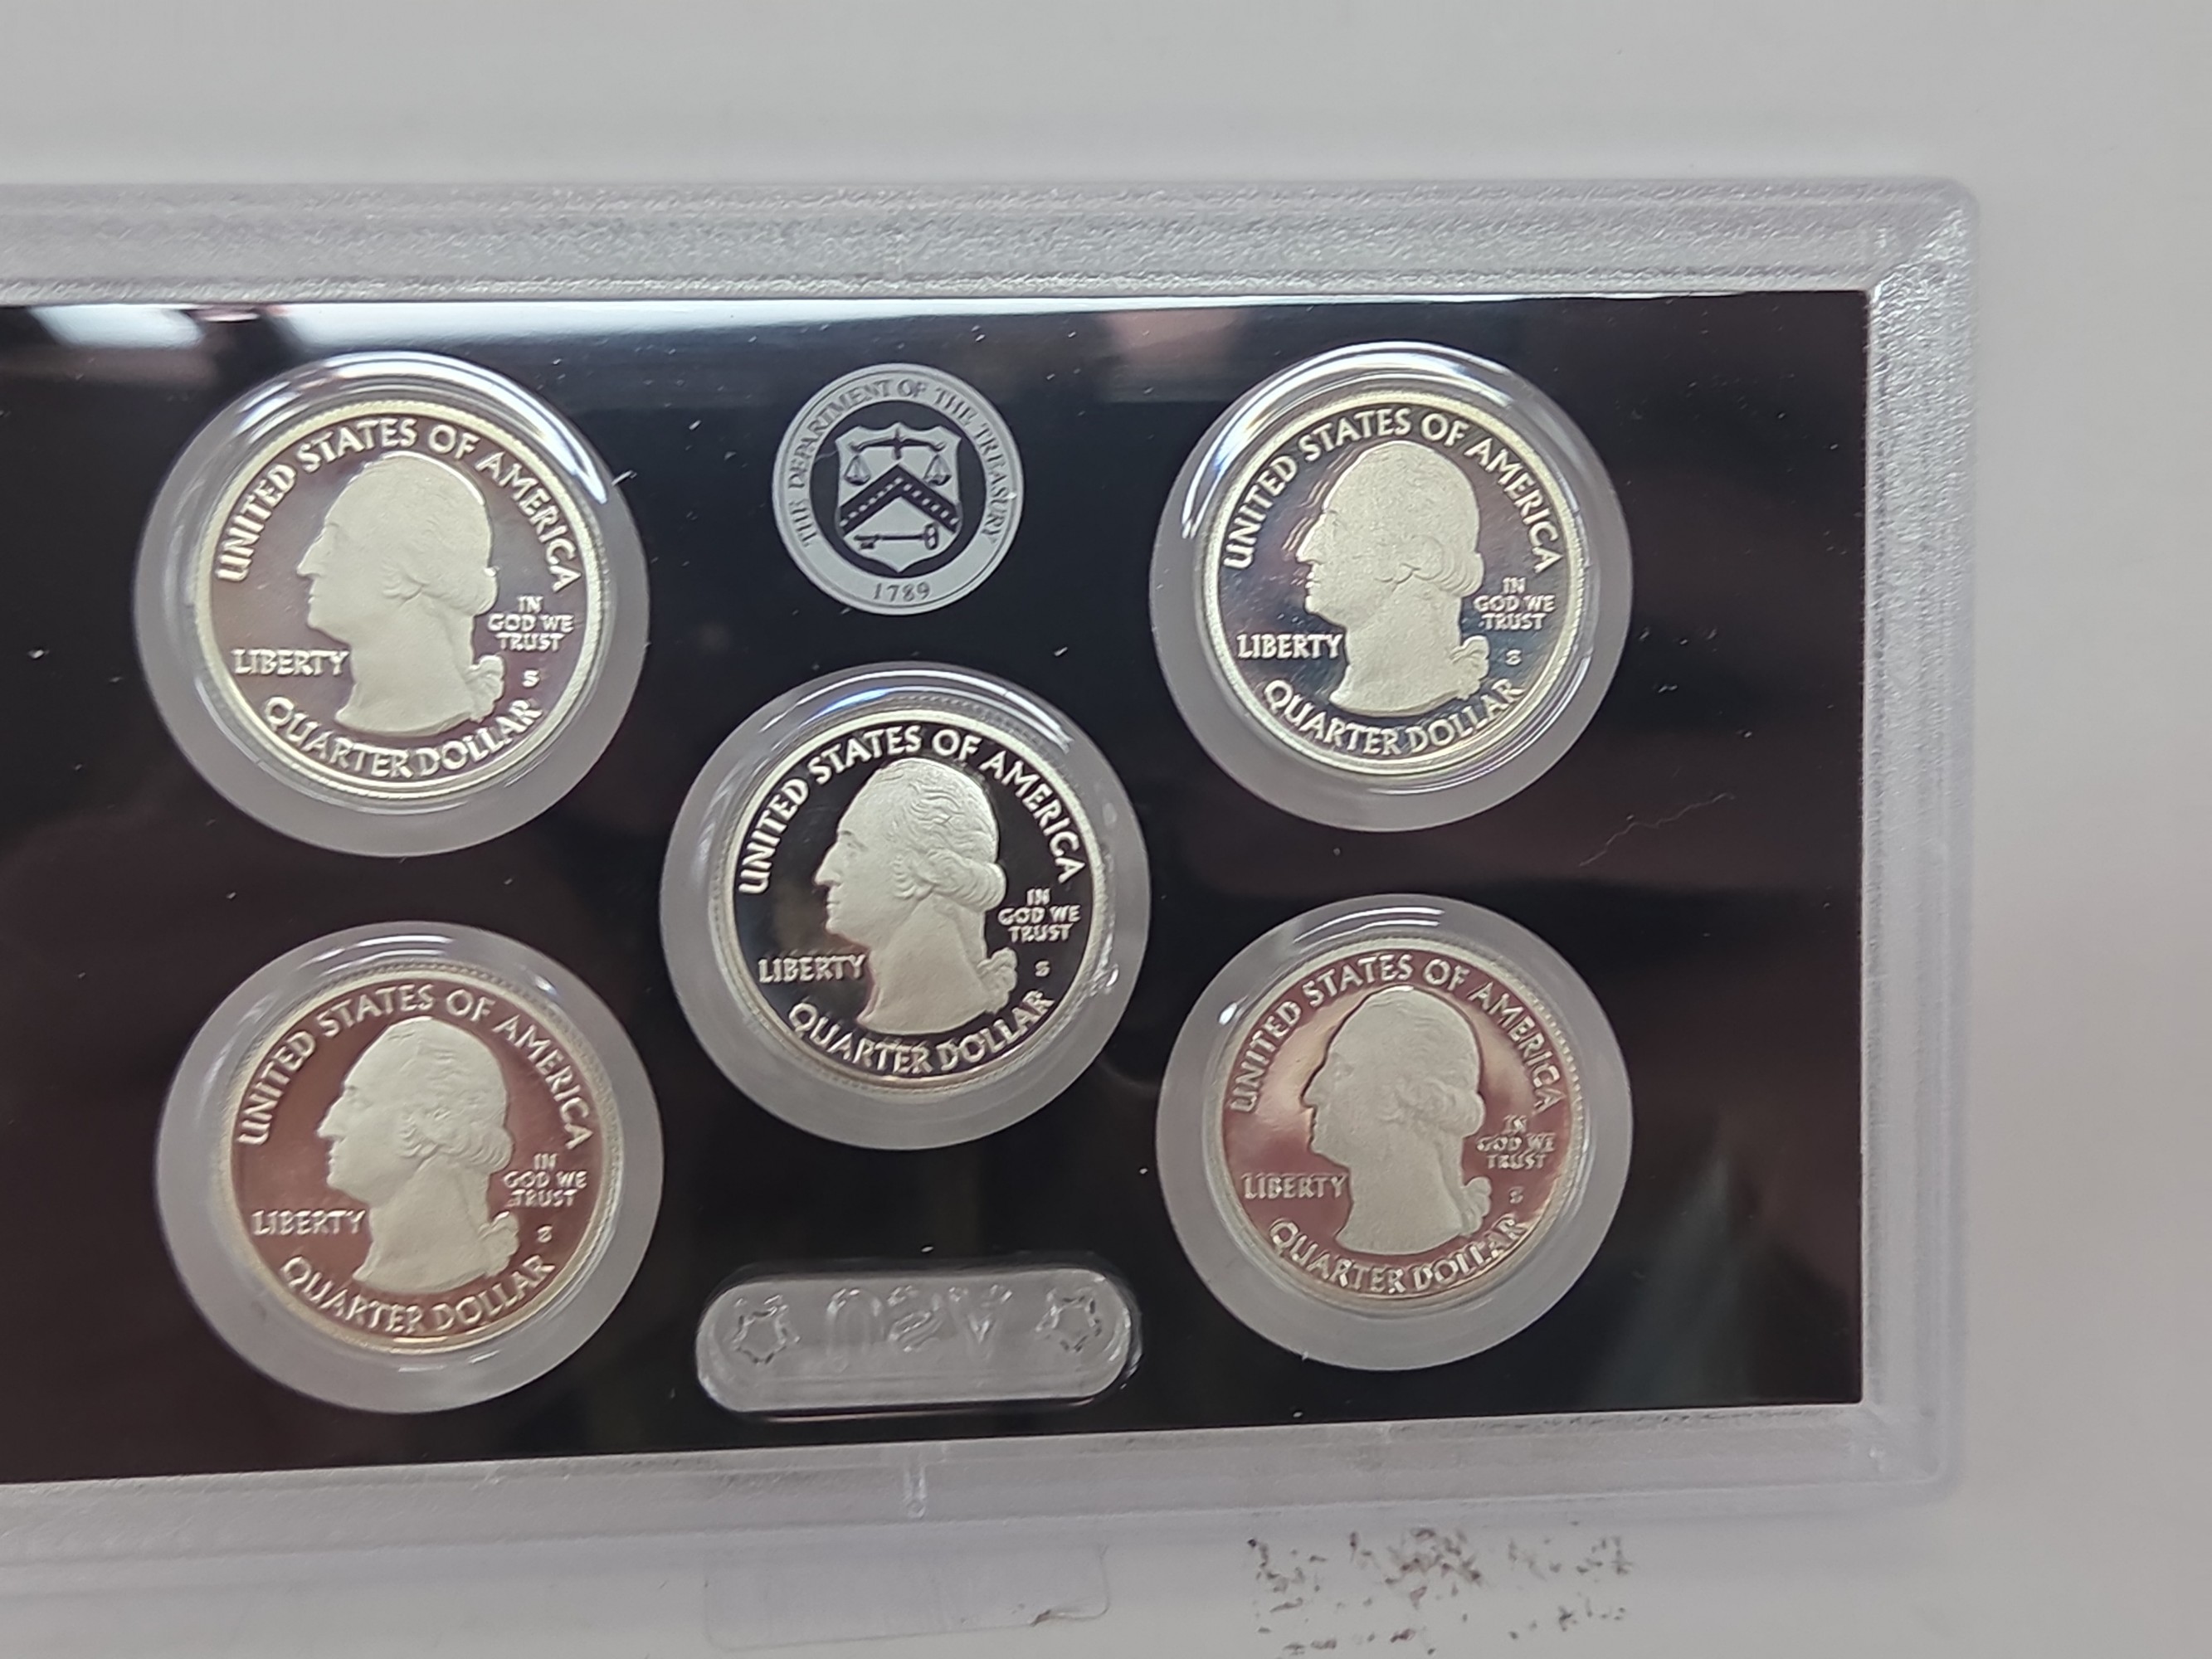 UNITED STATES OF AMERICA
IN
GOD WE
TRUST
LIBERTY
S
QUARTER DOLLAR
THE DEPARTMENT OF THE TREASURY
1789
UNITED STATES OF AMERICA
IN
GOD WE
TRUST
LIBERTY
S
QUARTER DOLLAR
UNITED STATES OF AMERICA
IN
GOD WE
TRUST
LIBERTY
S
QUARTER DOLLAR
UNITED STATES OF AMERICA
IN
GOD WE
TRUST
LIBERTY
S
QUARTER DOLLAR
UNITED STATES OF AMERICA
IN
GOD WE
TRUST
LIBERTY
S
QUARTER DOLLAR
USA